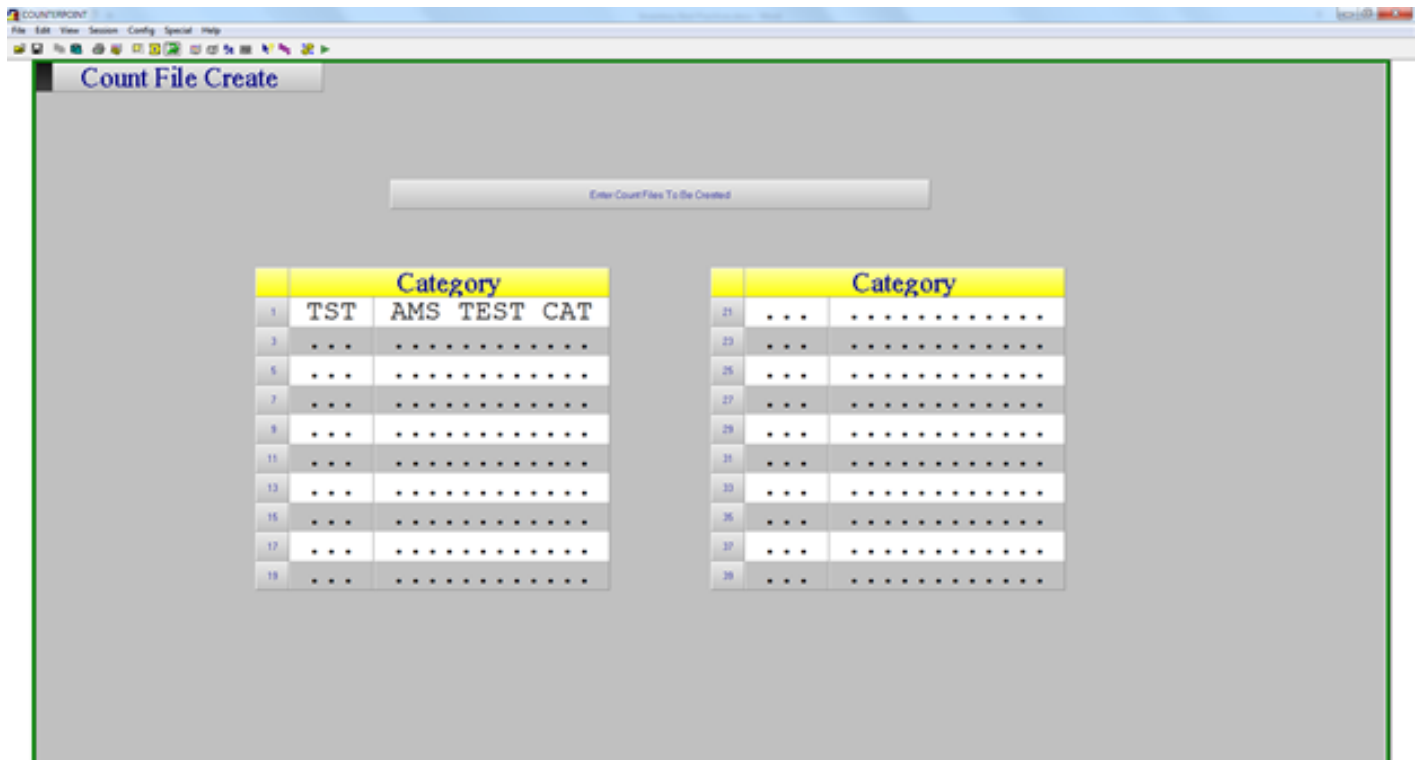 COUNTERPOINT
File Edit View Session Config Special Help
Count File Create
Enter Count Files To Be Created
Category
1 TST AMS TEST CAT
3 ... ............
5 ... ............
7 ... ............
9 ... ............
11 ... ............
13 ... ............
15 ... ............
17 ... ............
19 ... ............
Category
21 ... ............
23 ... ............
25 ... ............
27 ... ............
29 ... ............
31 ... ............
33 ... ............
35 ... ............
37 ... ............
39 ... ............